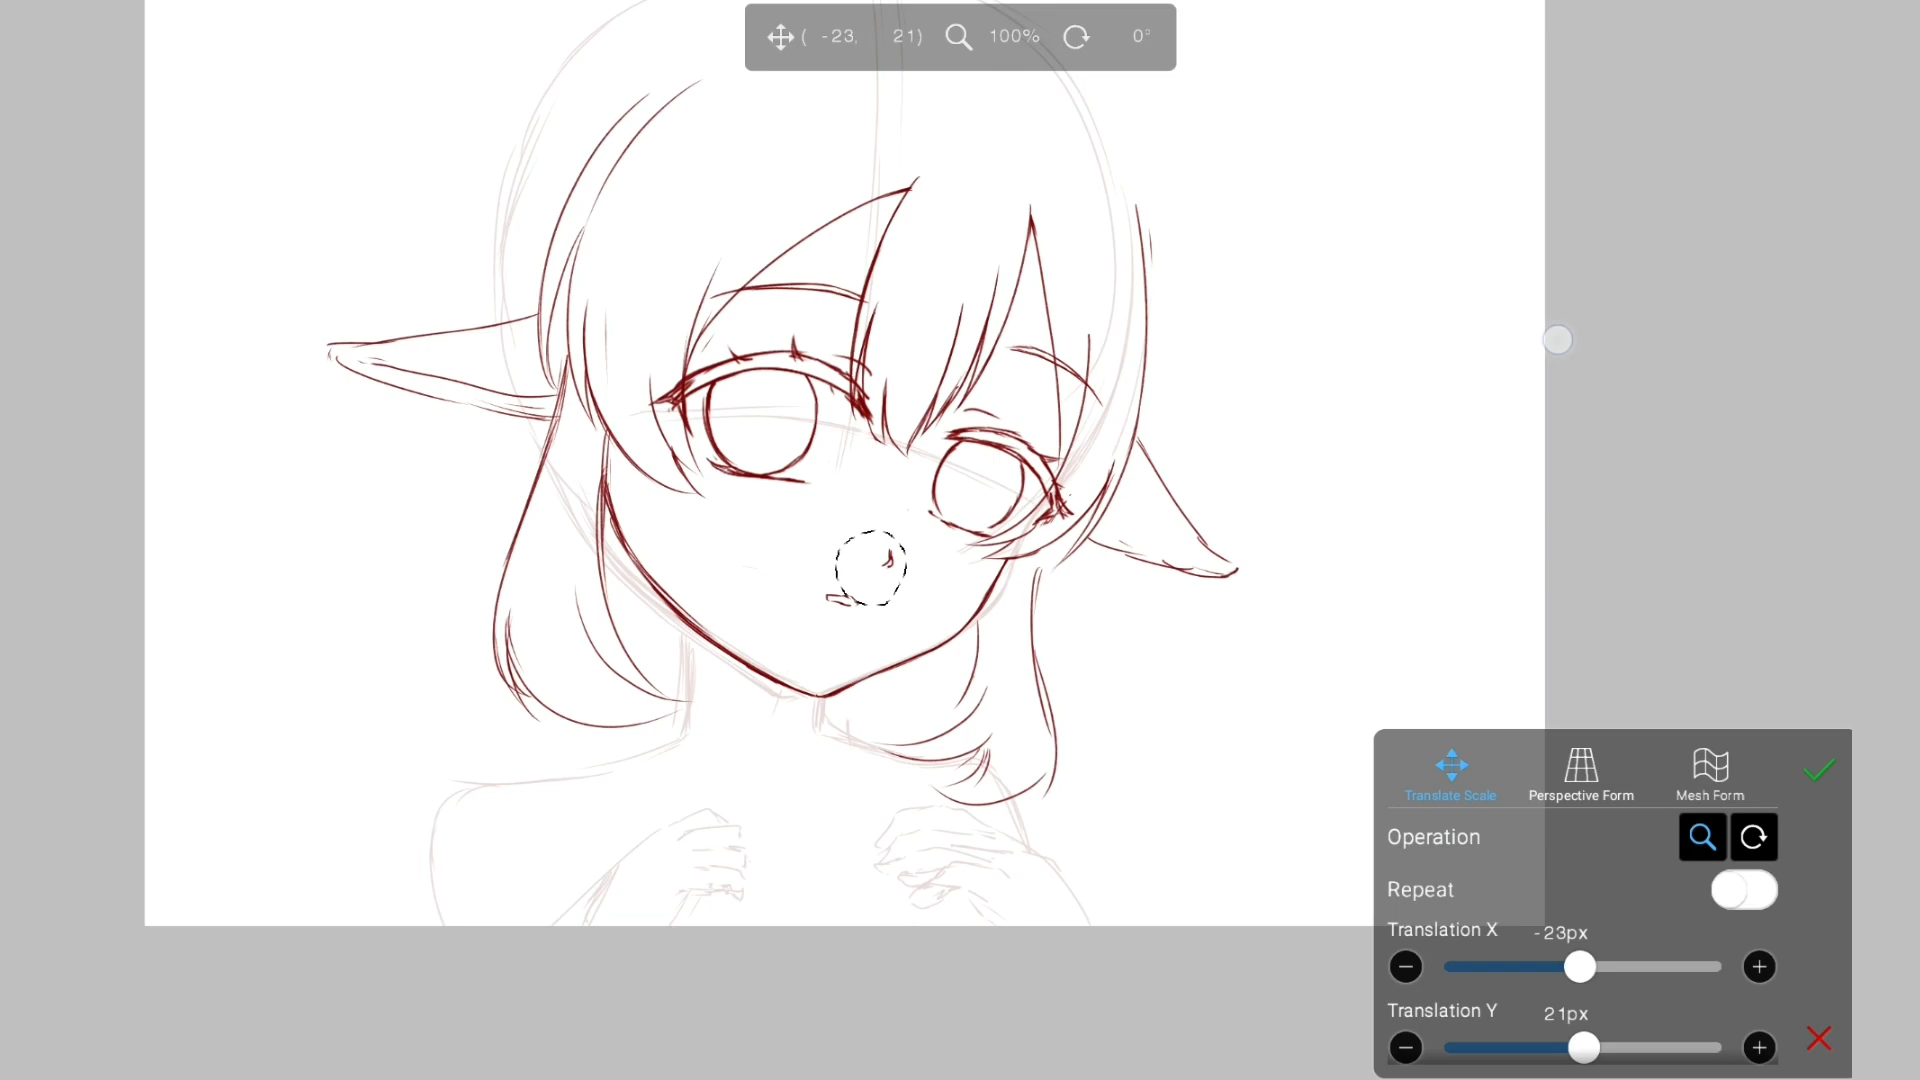 ( -23, 21) 100% 0°
Translate Scale Perspective Form Mesh Form
Operation
Repeat
Translation X -23px
Translation Y 21px